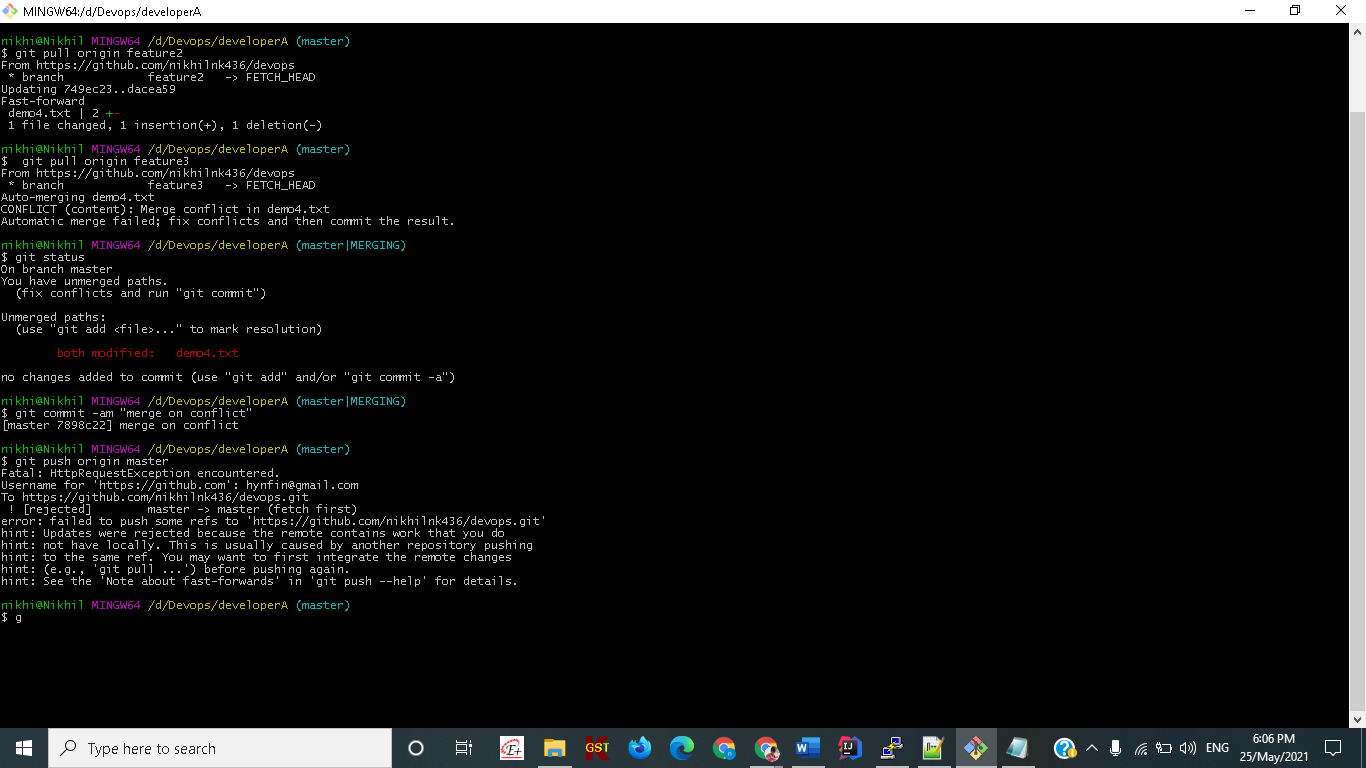 MINGW64:/d/Devops/developerA
nikhi@Nikhil MINGW64 /d/Devops/developerA (master)
$ git pull origin feature2
From https://github.com/nikhilnk436/devops
 * branch            feature2   -> FETCH_HEAD
Updating 749ec23..dacea59
Fast-forward
 demo4.txt | 2 +-
 1 file changed, 1 insertion(+), 1 deletion(-)
nikhi@Nikhil MINGW64 /d/Devops/developerA (master)
$  git pull origin feature3
From https://github.com/nikhilnk436/devops
 * branch            feature3   -> FETCH_HEAD
Auto-merging demo4.txt
CONFLICT (content): Merge conflict in demo4.txt
Automatic merge failed; fix conflicts and then commit the result.
nikhi@Nikhil MINGW64 /d/Devops/developerA (master|MERGING)
$ git status
On branch master
You have unmerged paths.
  (fix conflicts and run "git commit")
Unmerged paths:
  (use "git add <file>..." to mark resolution)
        both modified:   demo4.txt
no changes added to commit (use "git add" and/or "git commit -a")
nikhi@Nikhil MINGW64 /d/Devops/developerA (master|MERGING)
$ git commit -am "merge on conflict"
[master 7898c22] merge on conflict
nikhi@Nikhil MINGW64 /d/Devops/developerA (master)
$ git push origin master
Fatal: HttpRequestException encountered.
Username for 'https://github.com': hynfin@gmail.com
To https://github.com/nikhilnk436/devops.git
 ! [rejected]        master -> master (fetch first)
error: failed to push some refs to 'https://github.com/nikhilnk436/devops.git'
hint: Updates were rejected because the remote contains work that you do
hint: not have locally. This is usually caused by another repository pushing
hint: to the same ref. You may want to first integrate the remote changes
hint: (e.g., 'git pull ...') before pushing again.
hint: See the 'Note about fast-forwards' in 'git push --help' for details.
nikhi@Nikhil MINGW64 /d/Devops/developerA (master)
$ g
Type here to search
E+
GST
ENG
6:06 PM
25/May/2021